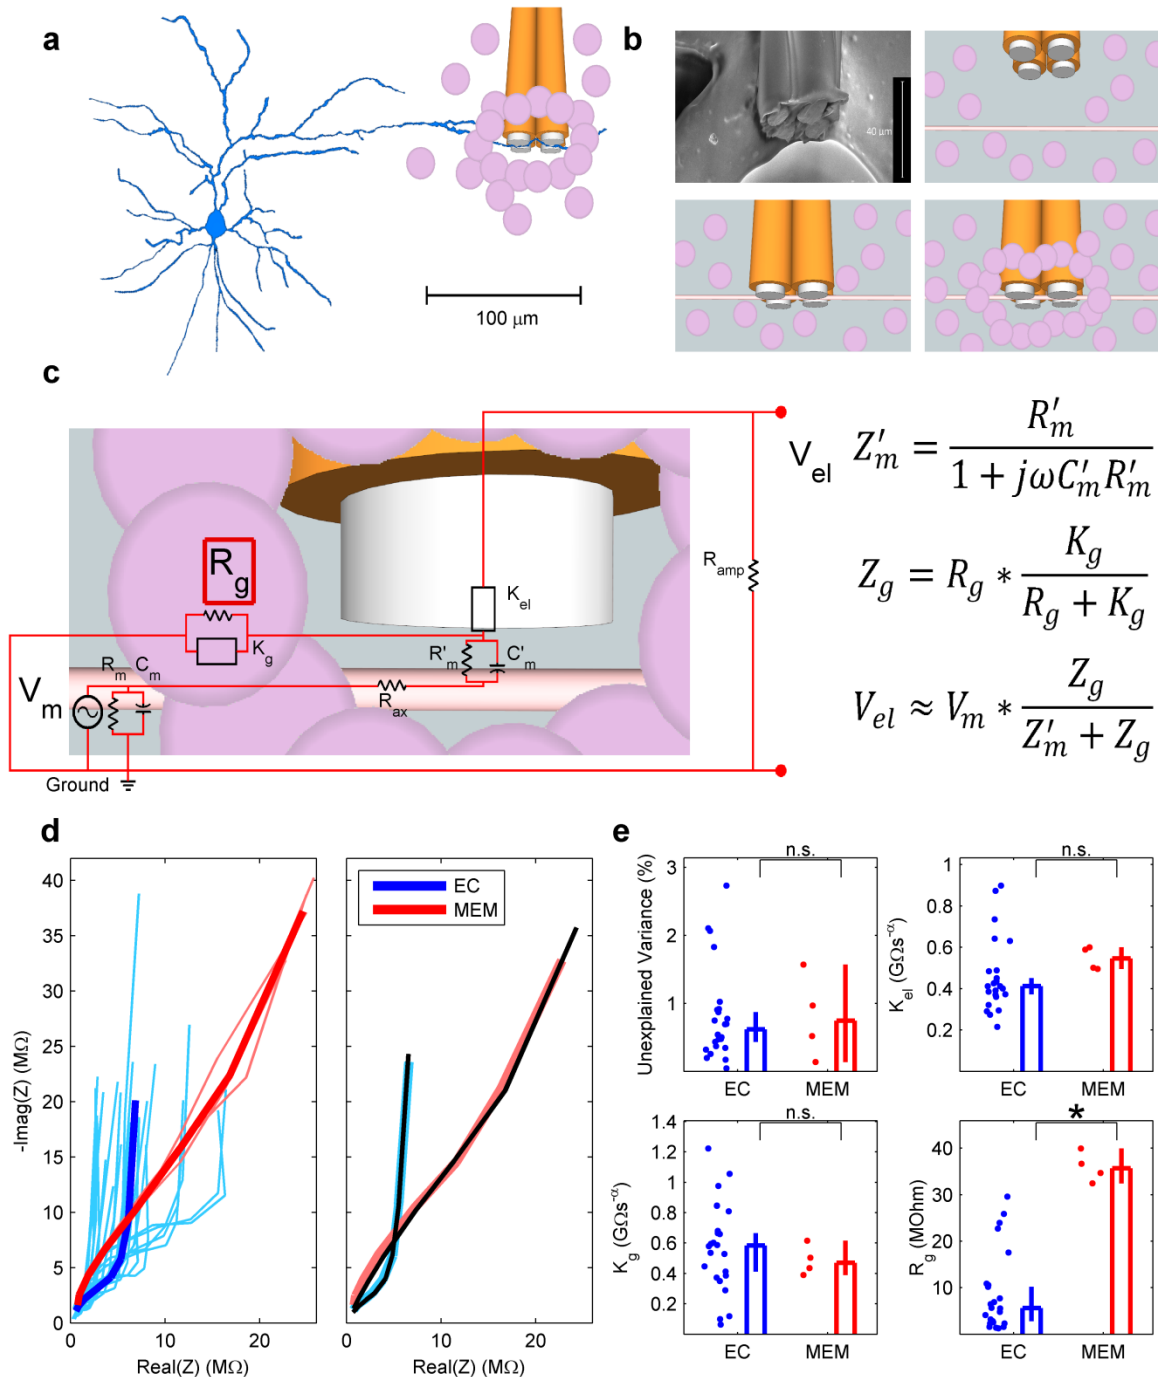 a
100 μm
b
40 μm
c
R_g
K_g
K_el
R'_m
C'_m
R_m
C_m
R_ax
R_amp
V_m
V_el
Ground
Z'_m = R'_m / (1 + jωC'_m R'_m)
Z_g = R_g * K_g / (R_g + K_g)
V_el ≈ V_m * Z_g / (Z'_m + Z_g)
d
-Imag(Z) (MΩ)
40
35
30
25
20
15
10
5
0
0 10 20
Real(Z) (MΩ)
EC
MEM
0 10 20
Real(Z) (MΩ)
e
n.s.
Unexplained Variance (%)
3
2
1
EC MEM
n.s.
K_el (GΩs^-α)
1
0.8
0.6
0.4
0.2
EC MEM
n.s.
K_g (GΩs^-α)
1.4
1.2
1
0.8
0.6
0.4
0.2
EC MEM
*
R_g (MOhm)
40
30
20
10
EC MEM